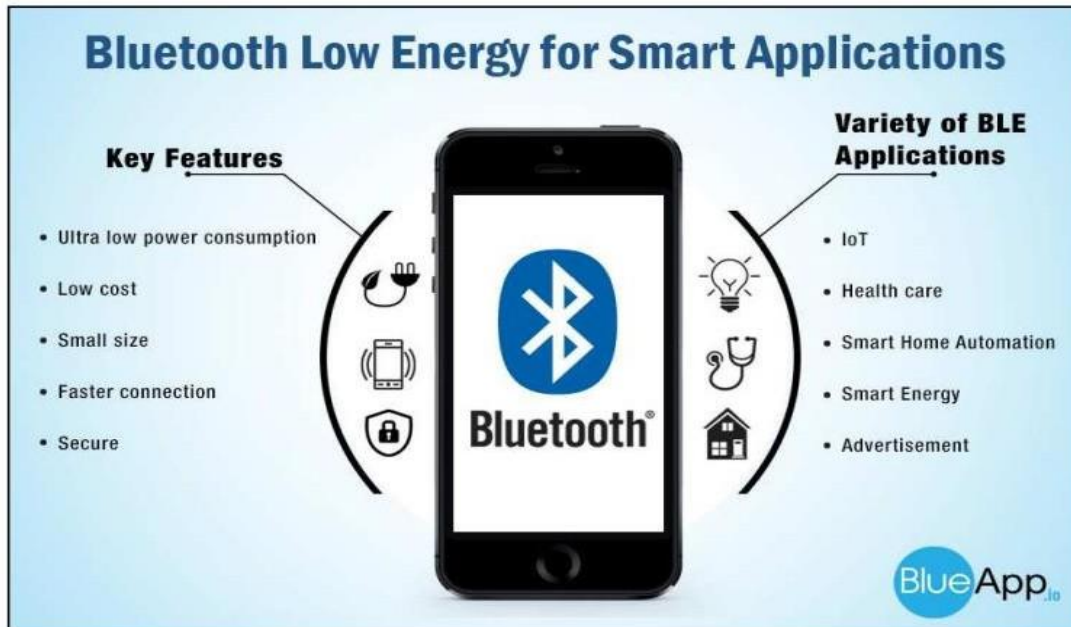 Bluetooth Low Energy for Smart Applications
Key Features
• Ultra low power consumption
• Low cost
• Small size
• Faster connection
• Secure
Bluetooth®
Variety of BLE
Applications
• IoT
• Health care
• Smart Home Automation
• Smart Energy
• Advertisement
BlueApp.io